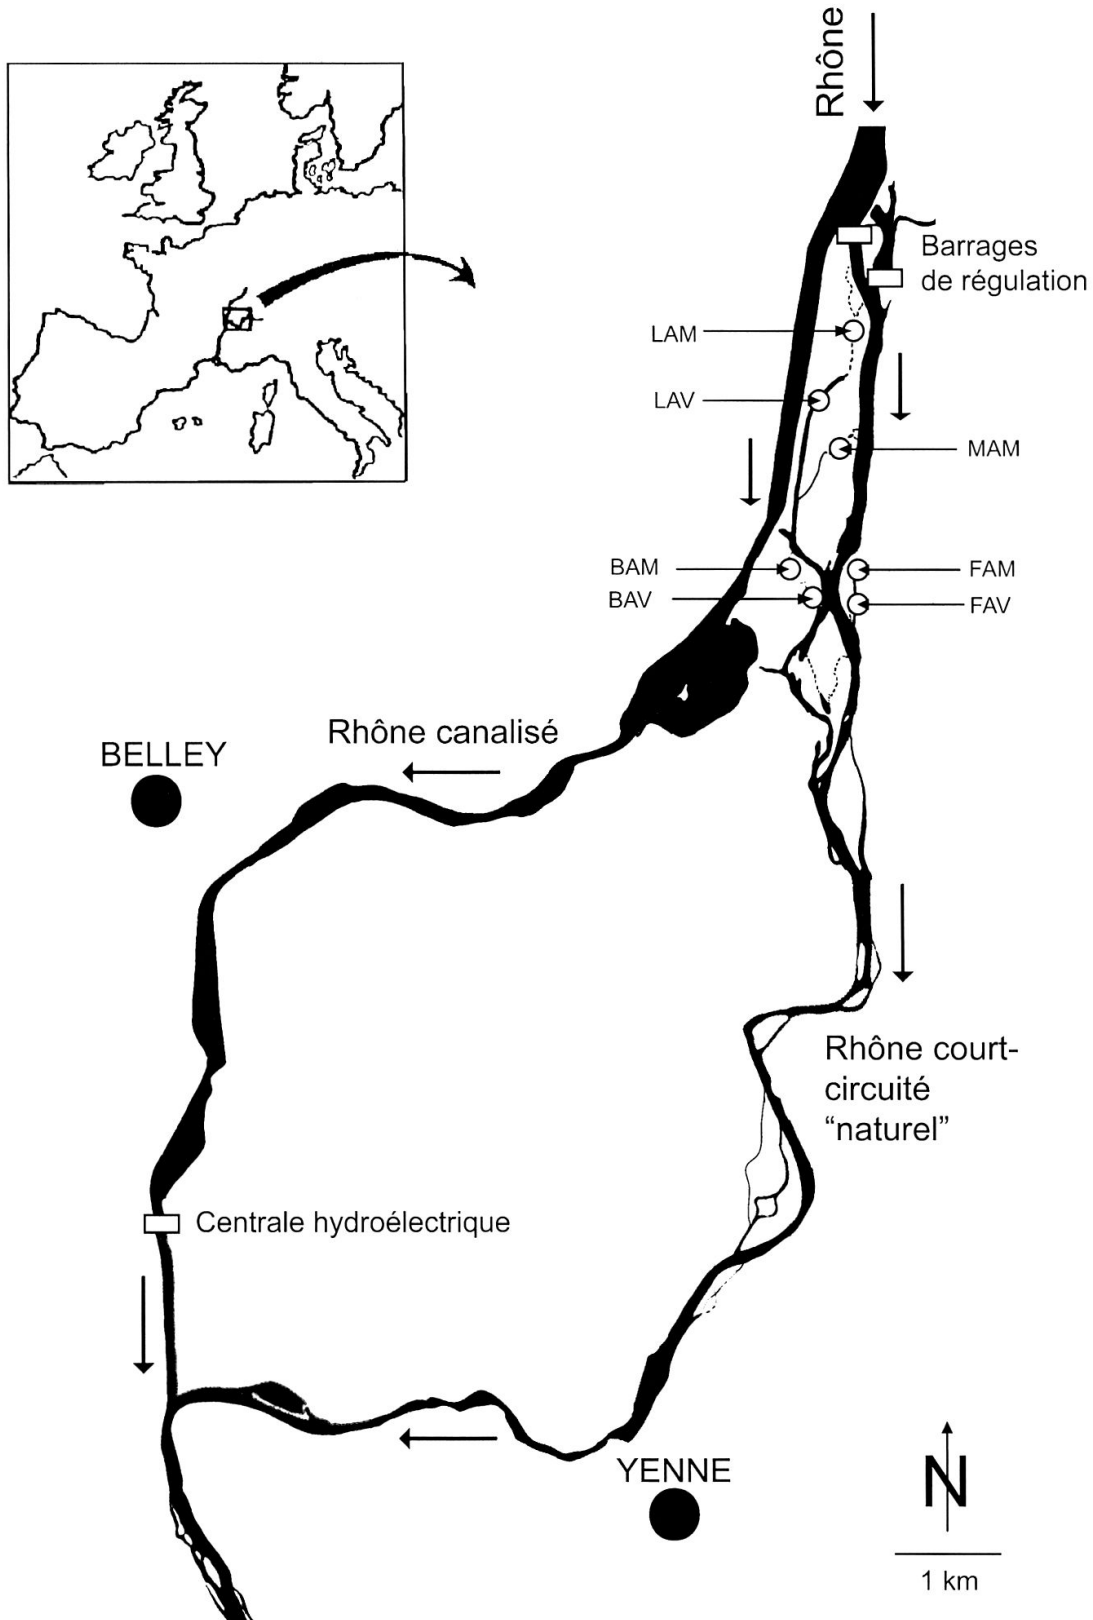 Rhône
Barrages
de régulation
LAM
LAV
MAM
BAM
FAM
BAV
FAV
Rhône canalisé
BELLEY
Rhône court-
circuité
“naturel”
Centrale hydroélectrique
YENNE
N
1 km